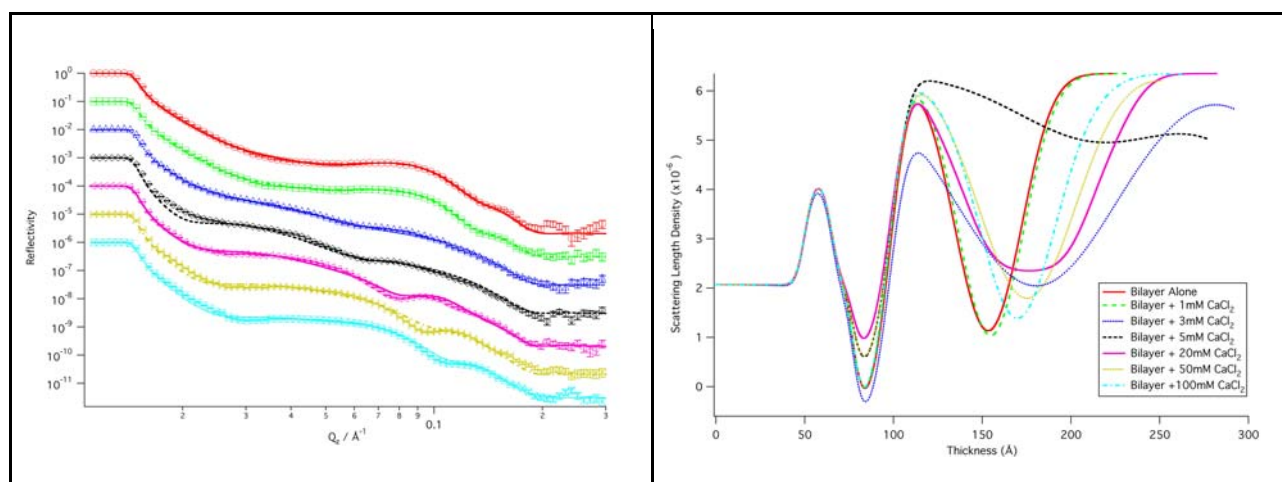 10⁰
10⁻¹
10⁻²
10⁻³
10⁻⁴
10⁻⁵
10⁻⁶
10⁻⁷
10⁻⁸
10⁻⁹
10⁻¹⁰
10⁻¹¹
Reflectivity
2 3 4 5 6 7 8 9 0.1 2 3
Q_z / Å⁻¹
6
5
4
3
2
1
0
Scattering Length Density (x10⁻⁶)
0 50 100 150 200 250 300
Thickness (Å)
Bilayer Alone
Bilayer + 1mM CaCl₂
Bilayer + 3mM CaCl₂
Bilayer + 5mM CaCl₂
Bilayer + 20mM CaCl₂
Bilayer + 50mM CaCl₂
Bilayer +100mM CaCl₂